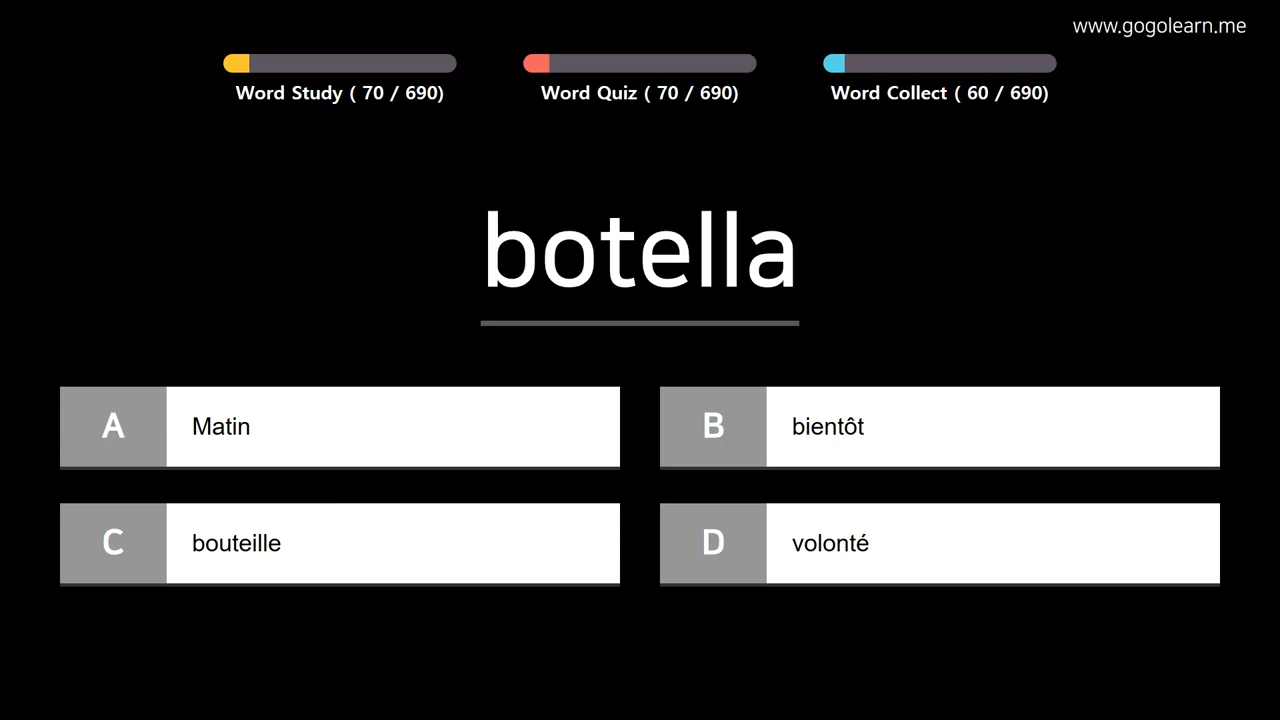 www.gogolearn.me
Word Study ( 70 / 690)
Word Quiz ( 70 / 690)
Word Collect ( 60 / 690)
botella
A Matin
B bientôt
C bouteille
D volonté